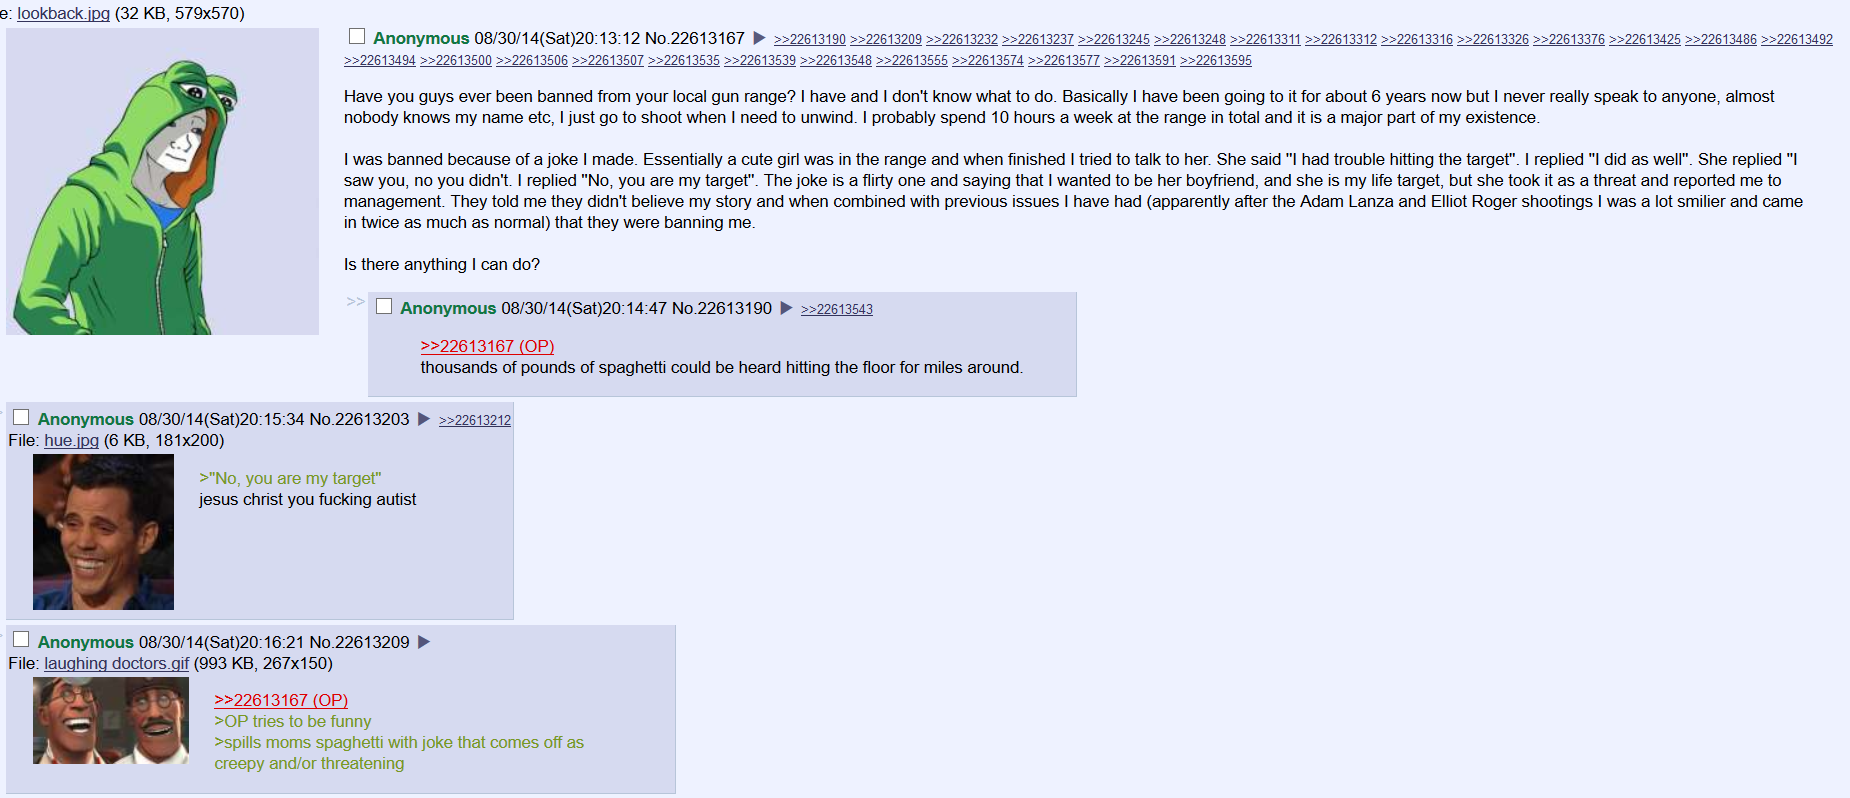 e: lookback.jpg (32 KB, 579x570)
Anonymous 08/30/14(Sat)20:13:12 No.22613167 ▶ >>22613190 >>22613209 >>22613232 >>22613237 >>22613245 >>22613248 >>22613311 >>22613312 >>22613316 >>22613326 >>22613376 >>22613425 >>22613486 >>22613492
>>22613494 >>22613500 >>22613506 >>22613507 >>22613535 >>22613539 >>22613548 >>22613555 >>22613574 >>22613577 >>22613591 >>22613595
Have you guys ever been banned from your local gun range? I have and I don't know what to do. Basically I have been going to it for about 6 years now but I never really speak to anyone, almost
nobody knows my name etc, I just go to shoot when I need to unwind. I probably spend 10 hours a week at the range in total and it is a major part of my existence.
I was banned because of a joke I made. Essentially a cute girl was in the range and when finished I tried to talk to her. She said "I had trouble hitting the target". I replied "I did as well". She replied "I
saw you, no you didn't. I replied "No, you are my target". The joke is a flirty one and saying that I wanted to be her boyfriend, and she is my life target, but she took it as a threat and reported me to
management. They told me they didn't believe my story and when combined with previous issues I have had (apparently after the Adam Lanza and Elliot Roger shootings I was a lot smilier and came
in twice as much as normal) that they were banning me.
Is there anything I can do?
>> Anonymous 08/30/14(Sat)20:14:47 No.22613190 ▶ >>22613543
>>22613167 (OP)
thousands of pounds of spaghetti could be heard hitting the floor for miles around.
Anonymous 08/30/14(Sat)20:15:34 No.22613203 ▶ >>22613212
File: hue.jpg (6 KB, 181x200)
>"No, you are my target"
jesus christ you fucking autist
Anonymous 08/30/14(Sat)20:16:21 No.22613209 ▶
File: laughing doctors.gif (993 KB, 267x150)
>>22613167 (OP)
>OP tries to be funny
>spills moms spaghetti with joke that comes off as
creepy and/or threatening